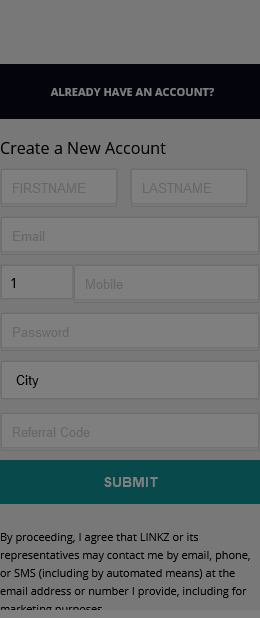 ALREADY HAVE AN ACCOUNT?
Create a New Account
FIRSTNAME LASTNAME
Email
1 Mobile
Password
City
Referral Code
SUBMIT
By proceeding, I agree that LINKZ or its
representatives may contact me by email, phone,
or SMS (including by automated means) at the
email address or number I provide, including for
marketing purposes